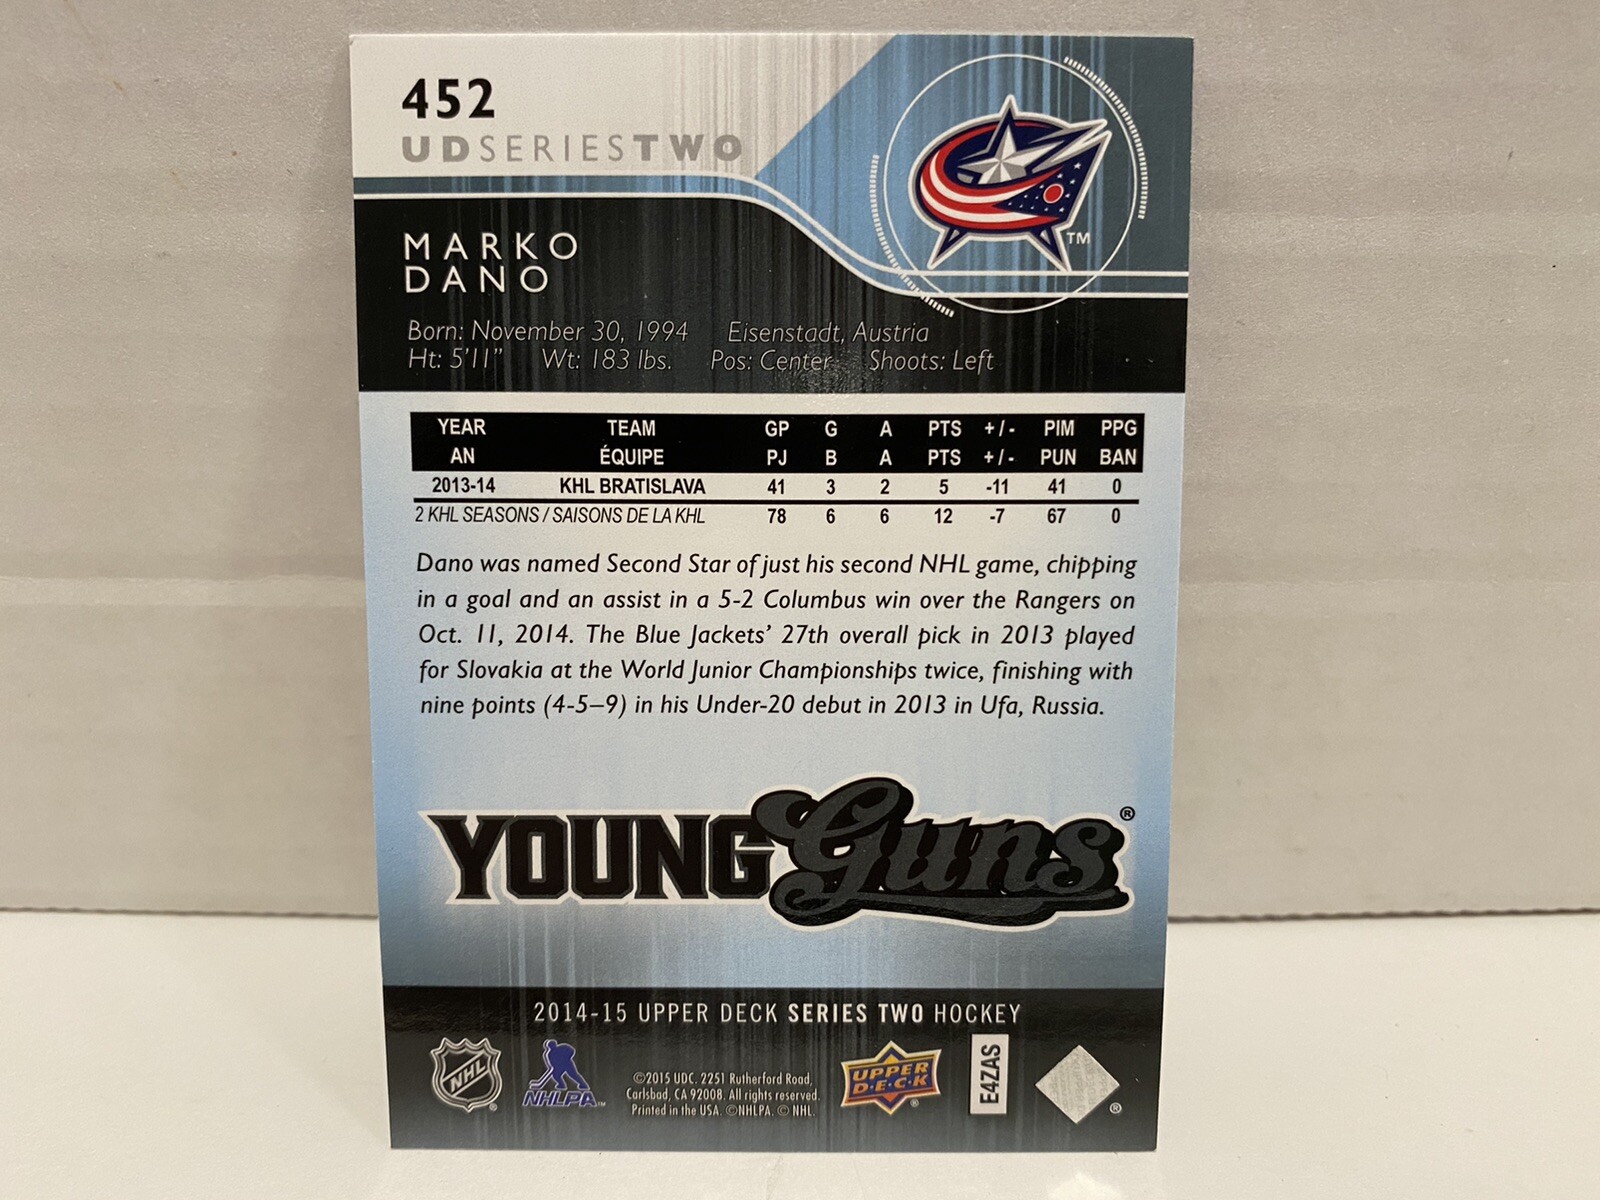 452
UD SERIES TWO
TM
MARKO
DANO
Born: November 30, 1994 Eisenstadt, Austria
Ht: 5'11" Wt: 183 lbs. Pos: Center Shoots: Left
YEAR TEAM GP G A PTS +/- PIM PPG
AN ÉQUIPE PJ B A PTS +/- PUN BAN
2013-14 KHL BRATISLAVA 41 3 2 5 -11 41 0
2 KHL SEASONS / SAISONS DE LA KHL 78 6 6 12 -7 67 0
Dano was named Second Star of just his second NHL game, chipping
in a goal and an assist in a 5-2 Columbus win over the Rangers on
Oct. 11, 2014. The Blue Jackets' 27th overall pick in 2013 played
for Slovakia at the World Junior Championships twice, finishing with
nine points (4-5–9) in his Under-20 debut in 2013 in Ufa, Russia.
YOUNG Guns®
2014-15 UPPER DECK SERIES TWO HOCKEY
NHL®
NHLPA™
©2015 UDC. 2251 Rutherford Road,
Carlsbad, CA 92008. All rights reserved.
Printed in the USA. ©NHLPA. © NHL.
UPPER
DECK®
E4ZAS
®